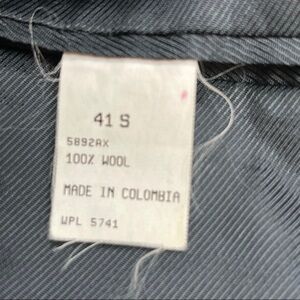 41 S
5892AX
100% WOOL
MADE IN COLOMBIA
WPL 5741